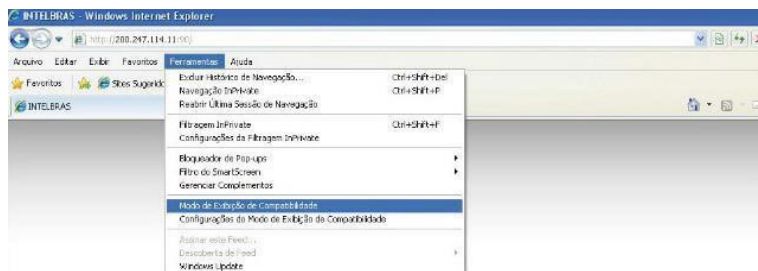 INTELBRAS - Windows Internet Explorer
http://200.247.114.11:90/
Arquivo Editar Exibir Favoritos Ferramentas Ajuda
Favoritos Sites Sugerido
INTELBRAS
Excluir Histórico de Navegação... Ctrl+Shift+Del
Navegação InPrivate Ctrl+Shift+P
Reabrir Última Sessão de Navegação
Filtragem InPrivate Ctrl+Shift+F
Configurações da Filtragem InPrivate
Bloqueador de Pop-ups
Filtro do SmartScreen
Gerenciar Complementos
Modo de Exibição de Compatibilidade
Configurações do Modo de Exibição de Compatibilidade
Assinar este Feed...
Descoberta de Feed
Windows Update